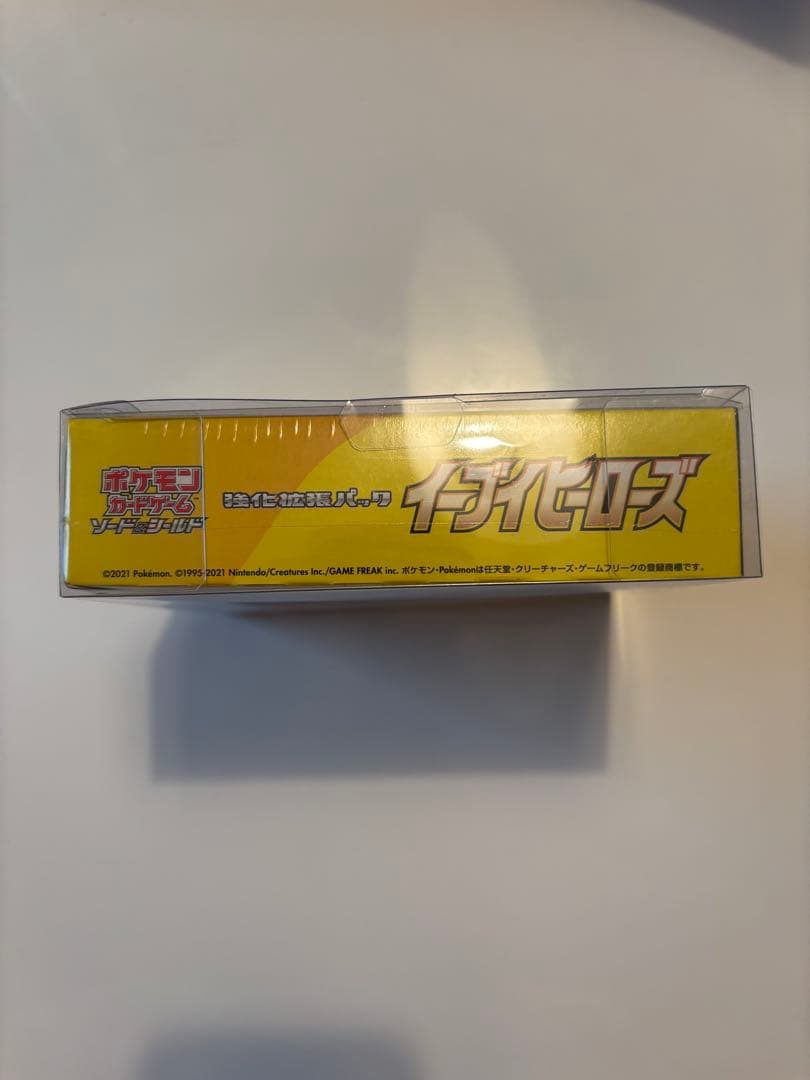 ポケモン
カードゲーム
ソード&シールド
強化拡張パック
イーブイヒーローズ
©2021 Pokémon. ©1995-2021 Nintendo/Creatures Inc./GAME FREAK inc. ポケモン・Pokémonは任天堂・クリーチャーズ・ゲームフリークの登録商標です。